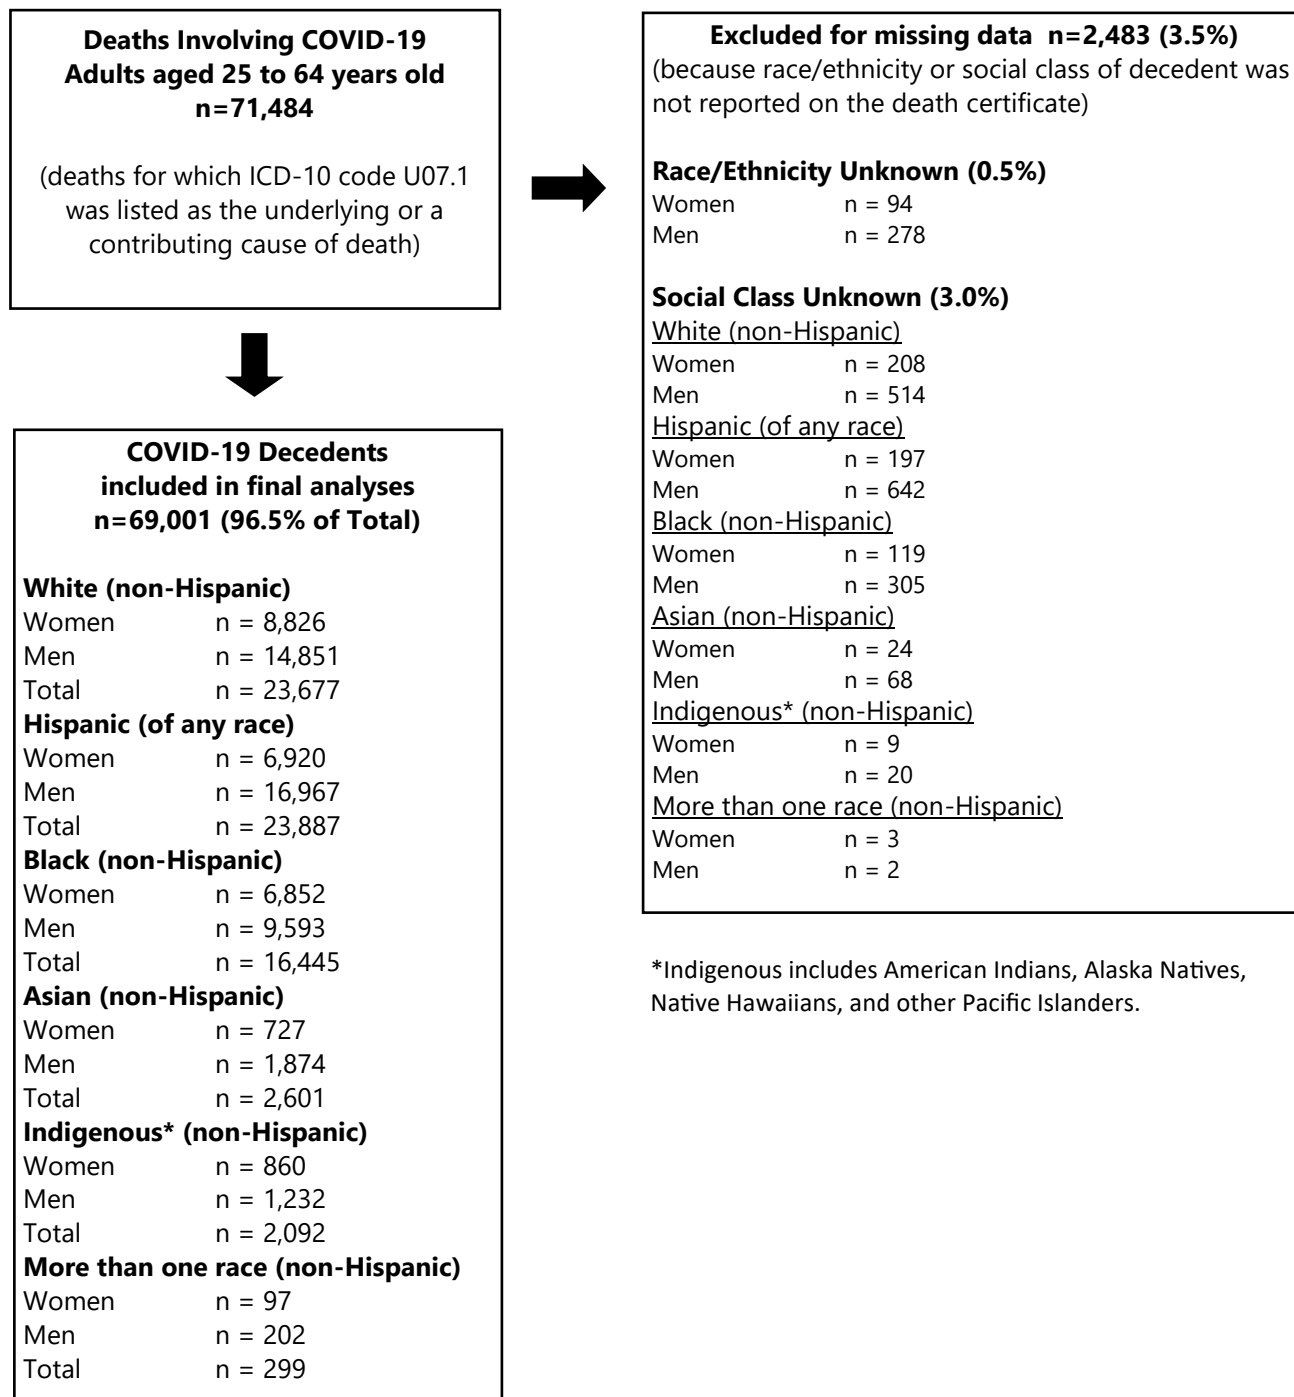 Deaths Involving COVID-19
Adults aged 25 to 64 years old
n=71,484
(deaths for which ICD-10 code U07.1
was listed as the underlying or a
contributing cause of death)
Excluded for missing data n=2,483 (3.5%)
(because race/ethnicity or social class of decedent was
not reported on the death certificate)
Race/Ethnicity Unknown (0.5%)
Women n = 94
Men n = 278
Social Class Unknown (3.0%)
White (non-Hispanic)
Women n = 208
Men n = 514
Hispanic (of any race)
Women n = 197
Men n = 642
Black (non-Hispanic)
Women n = 119
Men n = 305
Asian (non-Hispanic)
Women n = 24
Men n = 68
Indigenous* (non-Hispanic)
Women n = 9
Men n = 20
More than one race (non-Hispanic)
Women n = 3
Men n = 2
COVID-19 Decedents
included in final analyses
n=69,001 (96.5% of Total)
White (non-Hispanic)
Women n = 8,826
Men n = 14,851
Total n = 23,677
Hispanic (of any race)
Women n = 6,920
Men n = 16,967
Total n = 23,887
Black (non-Hispanic)
Women n = 6,852
Men n = 9,593
Total n = 16,445
Asian (non-Hispanic)
Women n = 727
Men n = 1,874
Total n = 2,601
Indigenous* (non-Hispanic)
Women n = 860
Men n = 1,232
Total n = 2,092
More than one race (non-Hispanic)
Women n = 97
Men n = 202
Total n = 299
*Indigenous includes American Indians, Alaska Natives,
Native Hawaiians, and other Pacific Islanders.